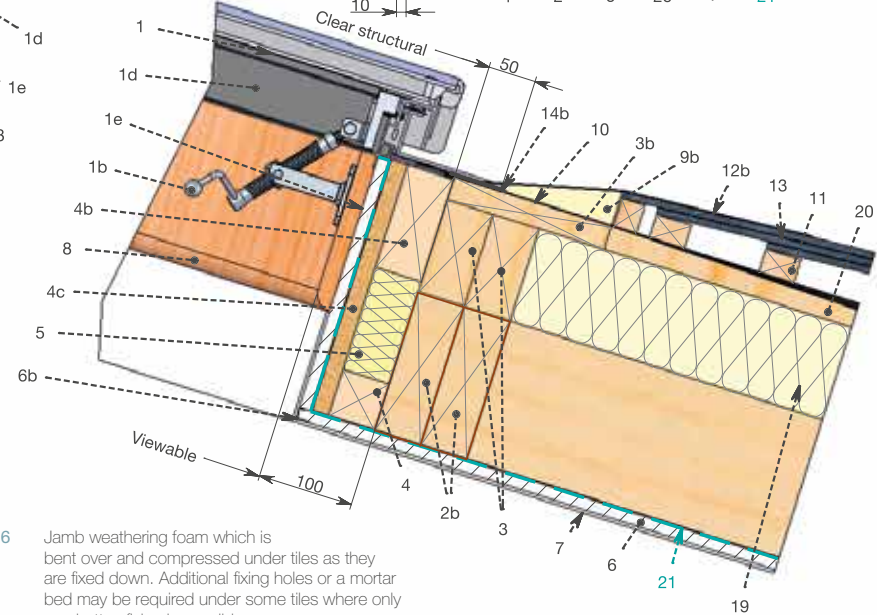 10
21
Clear structural
50
1
1d
1d
1e
1e
1b
4b
8
4c
5
6b
14b
10
3b
9b
12b
13
11
20
Viewable
100
4
2b
3
7
6
21
19
6 Jamb weathering foam which is
bent over and compressed under tiles as they
are fixed down. Additional fixing holes or a mortar
bed may be required under some tiles where only